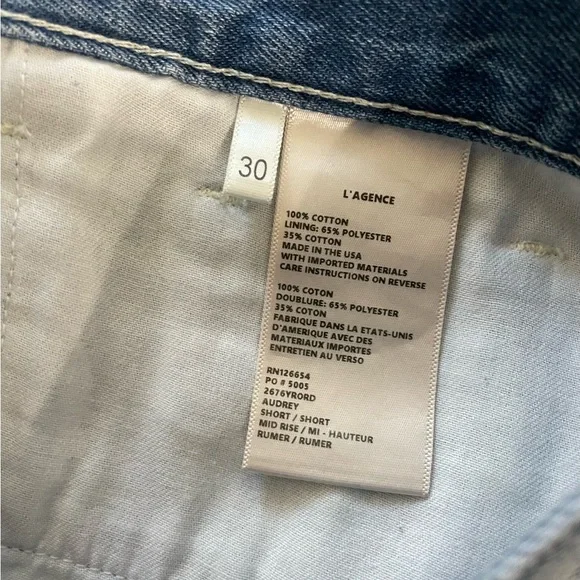 30
L'AGENCE
100% COTTON
LINING: 65% POLYESTER
35% COTTON
MADE IN THE USA
WITH IMPORTED MATERIALS
CARE INSTRUCTIONS ON REVERSE
100% COTON
DOUBLURE: 65% POLYESTER
35% COTON
FABRIQUE DANS LA ETATS-UNIS
D'AMERIQUE AVEC DES
MATERIAUX IMPORTES
ENTRETIEN AU VERSO
RN126654
PO # 5005
2676YRORD
AUDREY
SHORT / SHORT
MID RISE / MI - HAUTEUR
RUMER / RUMER